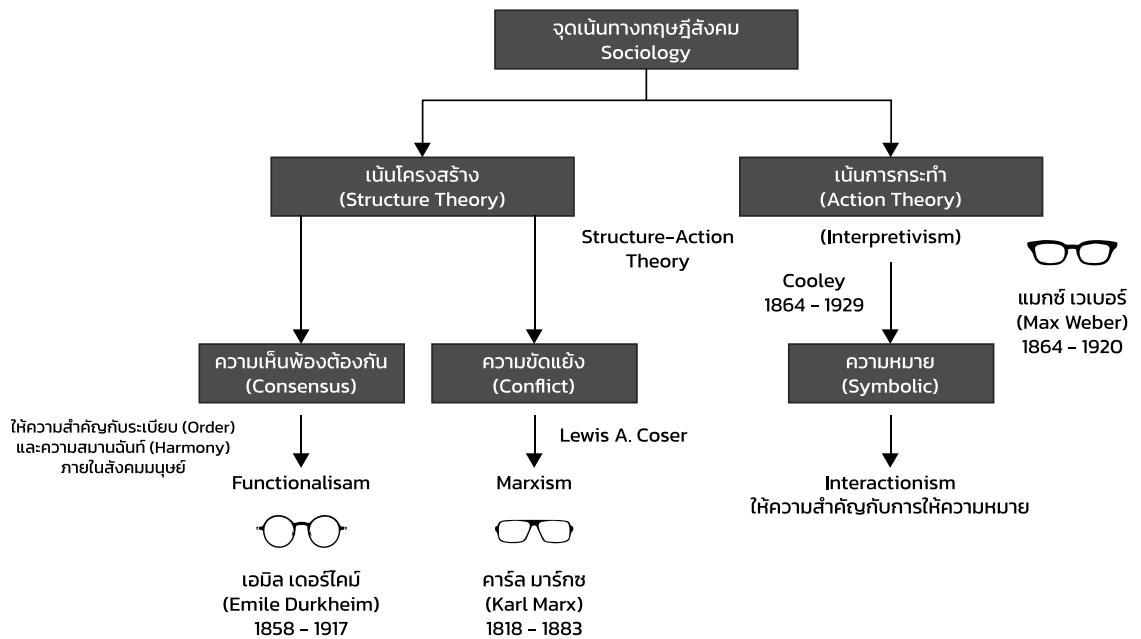 จุดเน้นทางทฤษฎีสังคม
Sociology
เน้นโครงสร้าง
(Structure Theory)
เน้นการกระทำ
(Action Theory)
Structure-Action
Theory
(Interpretivism)
Cooley
1864 - 1929
แมกซ์ เวเบอร์
(Max Weber)
1864 - 1920
ความเห็นพ้องต้องกัน
(Consensus)
ความขัดแย้ง
(Conflict)
ความหมาย
(Symbolic)
ให้ความสำคัญกับระเบียบ (Order)
และความสมานฉันท์ (Harmony)
ภายในสังคมมนุษย์
Lewis A. Coser
Functionalisam
Marxism
Interactionism
ให้ความสำคัญกับการให้ความหมาย
เอมิล เดอร์ไคม์
(Emile Durkheim)
1858 - 1917
คาร์ล มาร์กซ
(Karl Marx)
1818 - 1883